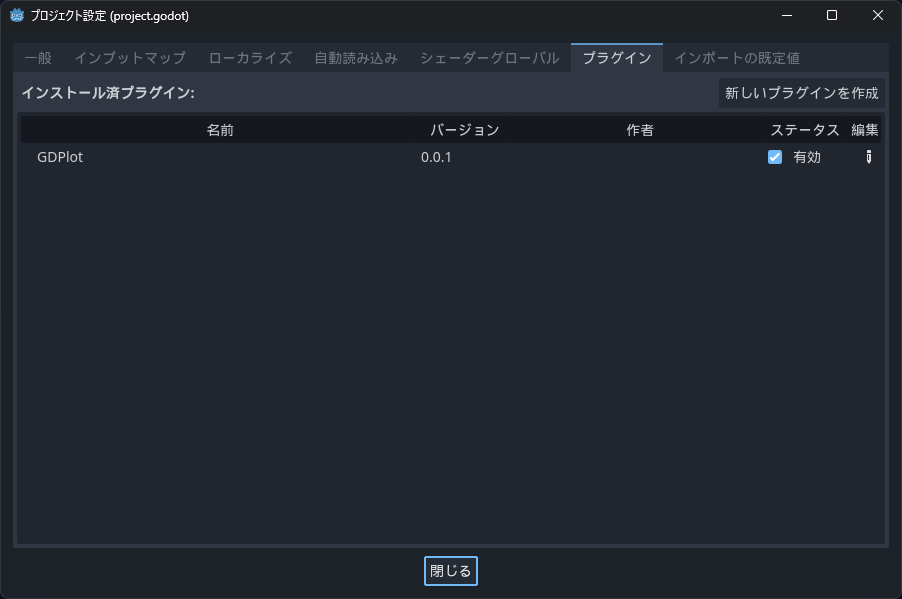 プロジェクト設定 (project.godot)
一般 インプットマップ ローカライズ 自動読み込み シェーダーグローバル プラグイン インポートの既定値
インストール済プラグイン: 新しいプラグインを作成
名前 バージョン 作者 ステータス 編集
GDPlot 0.0.1 有効
閉じる